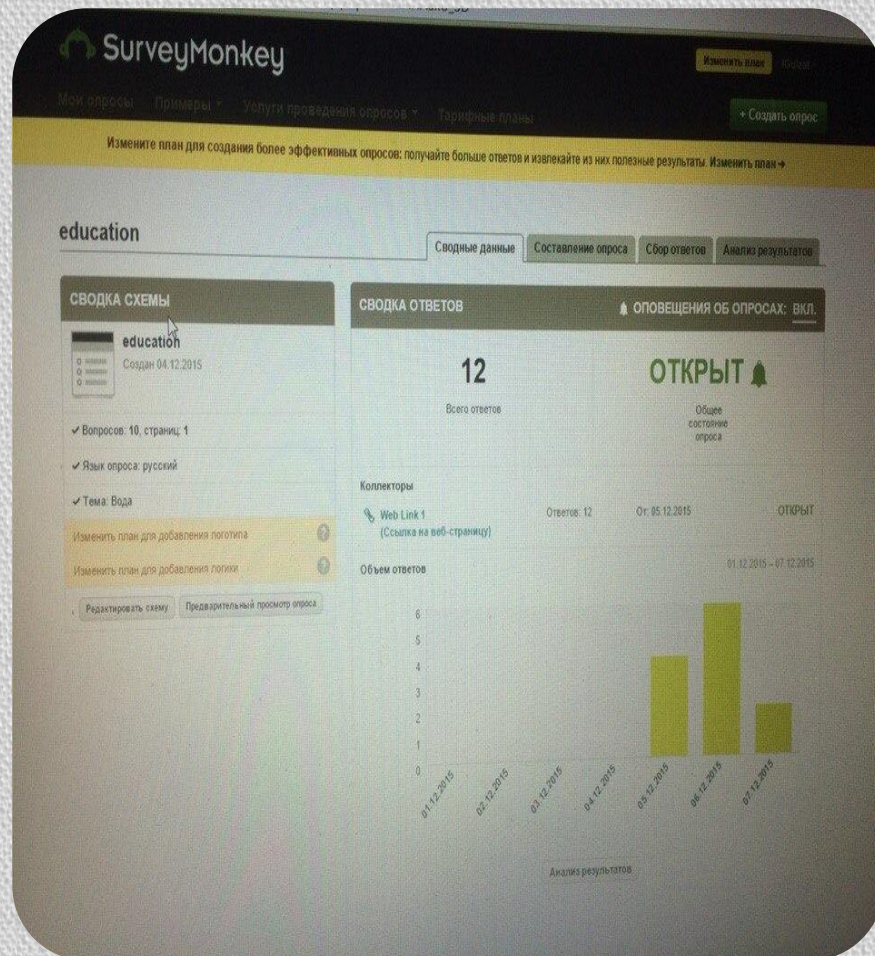 SurveyMonkey
Изменить план
Мои опросы Примеры Услуги проведения опросов Тарифные планы
+ Создать опрос
Измените план для создания более эффективных опросов: получайте больше ответов и извлекайте из них полезные результаты. Изменить план →
education
Сводные данные Составление опроса Сбор ответов Анализ результатов
СВОДКА СХЕМЫ
education
Создан 04.12.2015
✓ Вопросов: 10, страниц: 1
✓ Язык опроса: русский
✓ Тема: Вода
Изменить план для добавления логотипа ?
Изменить план для добавления логики ?
Редактировать схему Предварительный просмотр опроса
СВОДКА ОТВЕТОВ ОПОВЕЩЕНИЯ ОБ ОПРОСАХ: ВКЛ.
12
Всего ответов
ОТКРЫТ
Общее
состояние
опроса
Коллекторы
Web Link 1 Ответов: 12 От: 05.12.2015 ОТКРЫТ
(Ссылка на веб-страницу)
Объем ответов 01.12.2015 – 07.12.2015
6
5
4
3
2
1
0
01.12.2015 02.12.2015 03.12.2015 04.12.2015 05.12.2015 06.12.2015 07.12.2015
Анализ результатов